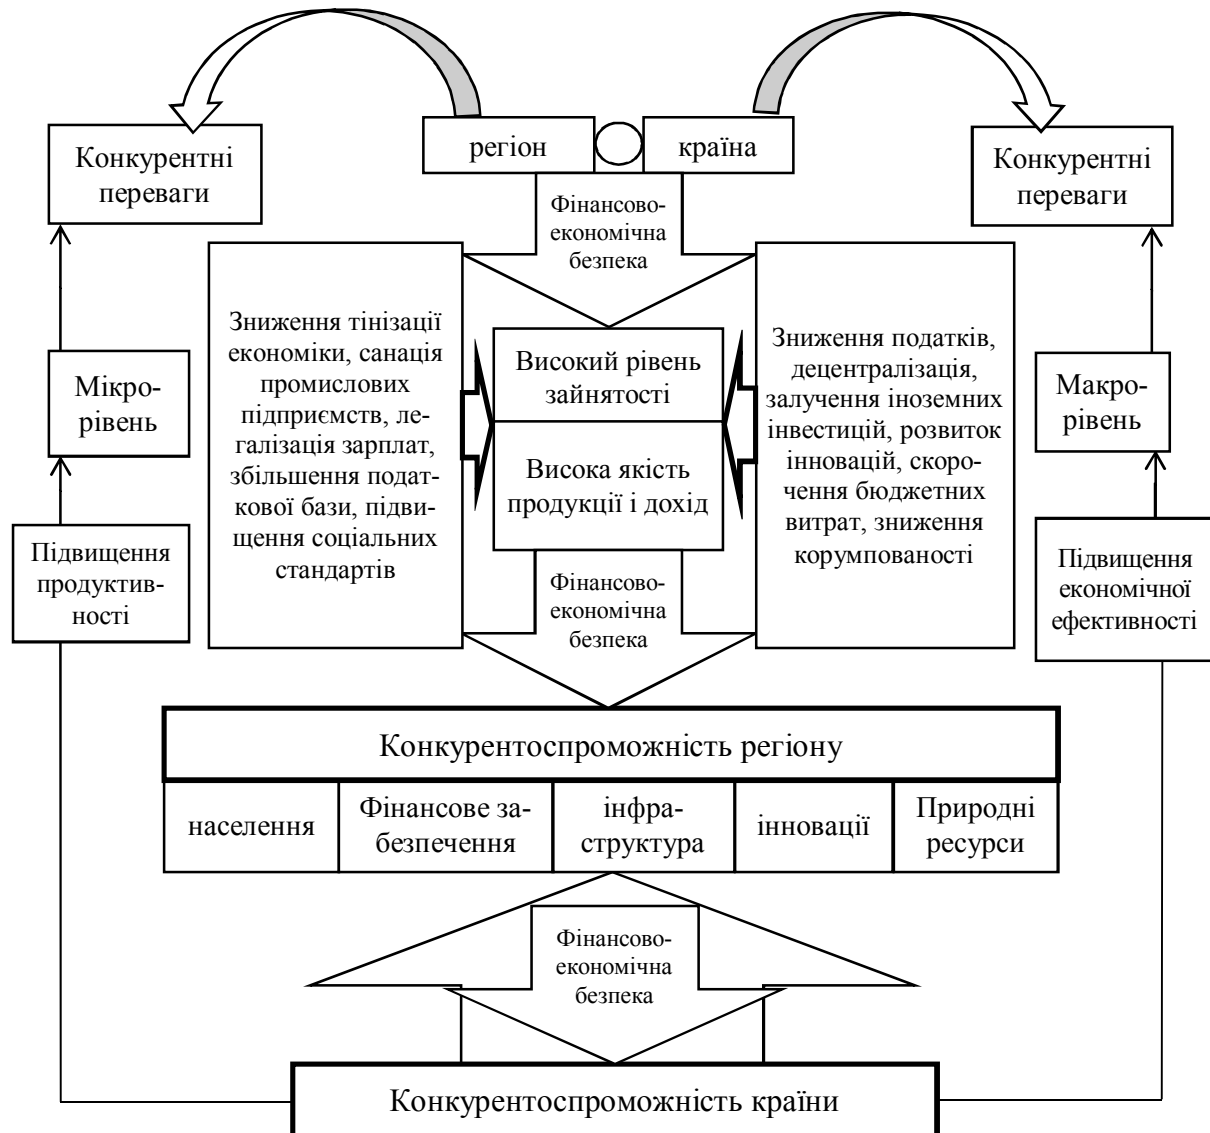 регіон
країна
Конкурентні
переваги
Конкурентні
переваги
Фінансово-
економічна
безпека
Зниження тінізації
економіки, санація
промислових
підприємств, ле-
галізація зарплат,
збільшення подат-
кової бази, підви-
щення соціальних
стандартів
Високий рівень
зайнятості
Висока якість
продукції і дохід
Зниження податків,
децентралізація,
залучення іноземних
інвестицій, розвиток
інновацій, скоро-
чення бюджетних
витрат, зниження
корумпованості
Мікро-
рівень
Макро-
рівень
Підвищення
продуктив-
ності
Підвищення
економічної
ефективності
Фінансово-
економічна
безпека
Конкурентоспроможність регіону
населення
Фінансове за-
безпечення
інфра-
структура
інновації
Природні
ресурси
Фінансово-
економічна
безпека
Конкурентоспроможність країни